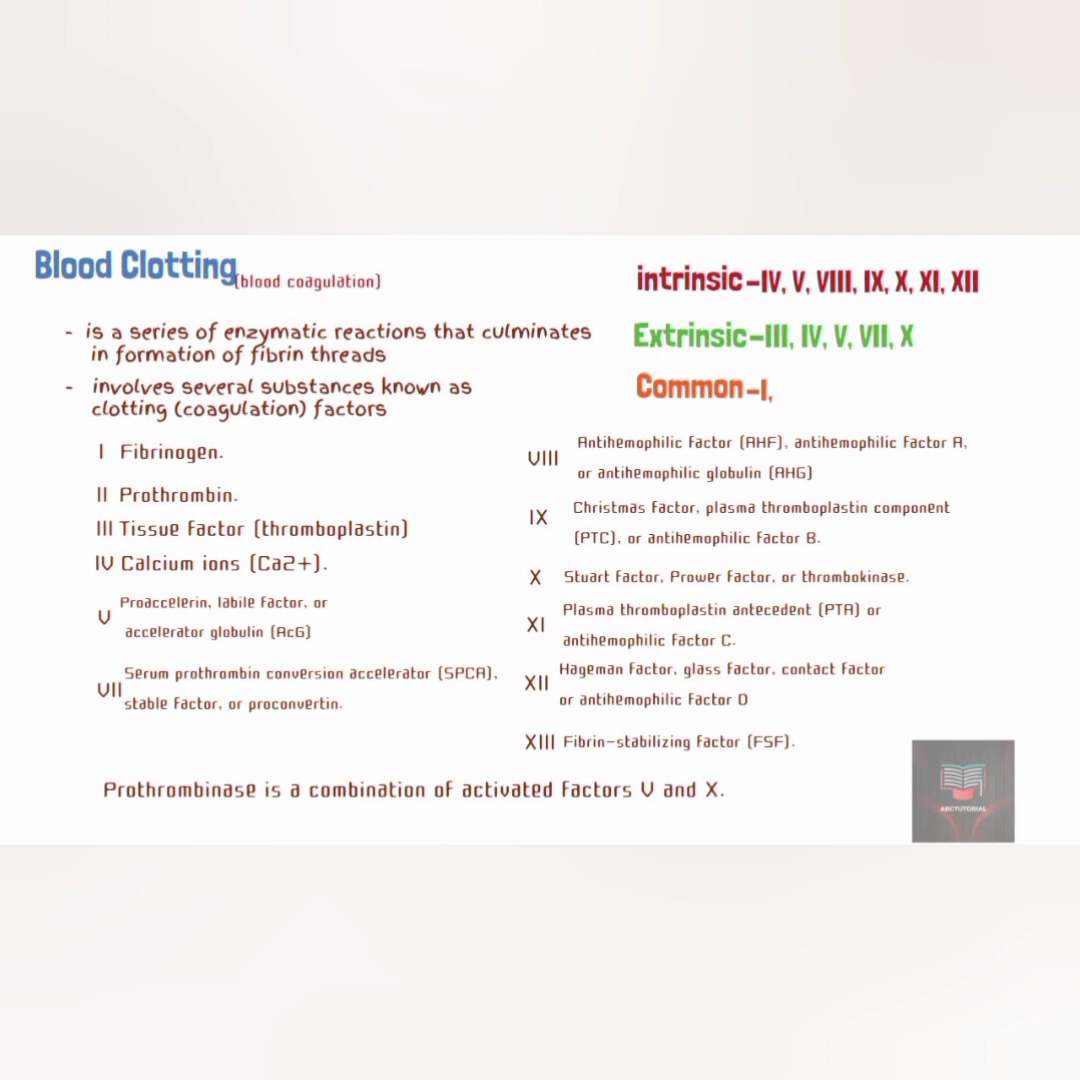 Blood Clotting (blood coagulation)
- is a series of enzymatic reactions that culminates
in formation of fibrin threads
- involves several substances known as
clotting (coagulation) factors
intrinsic-IV, V, VIII, IX, X, XI, XII
Extrinsic-III, IV, V, VII, X
Common-I,
I Fibrinogen.
II Prothrombin.
III Tissue factor (thromboplastin)
IV Calcium ions (Ca2+).
V Proaccelerin, labile factor, or
accelerator globulin (AcG)
VII Serum prothrombin conversion accelerator (SPCA),
stable factor, or proconvertin.
VIII Antihemophilic factor (AHF), antihemophilic factor A,
or antihemophilic globulin (AHG)
IX Christmas factor, plasma thromboplastin component
(PTC), or antihemophilic factor B.
X Stuart factor, Prower factor, or thrombokinase.
XI Plasma thromboplastin antecedent (PTA) or
antihemophilic factor C.
XII Hageman factor, glass factor, contact factor
or antihemophilic factor D
XIII Fibrin-stabilizing factor (FSF).
Prothrombinase is a combination of activated factors V and X.
ABCTUTORIAL